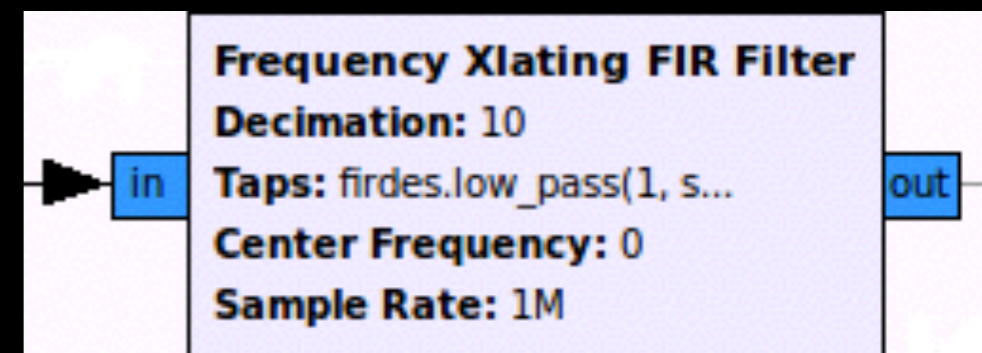 Frequency Xlating FIR Filter
Decimation: 10
in
Taps: firdes.low_pass(1, s...
out
Center Frequency: 0
Sample Rate: 1M